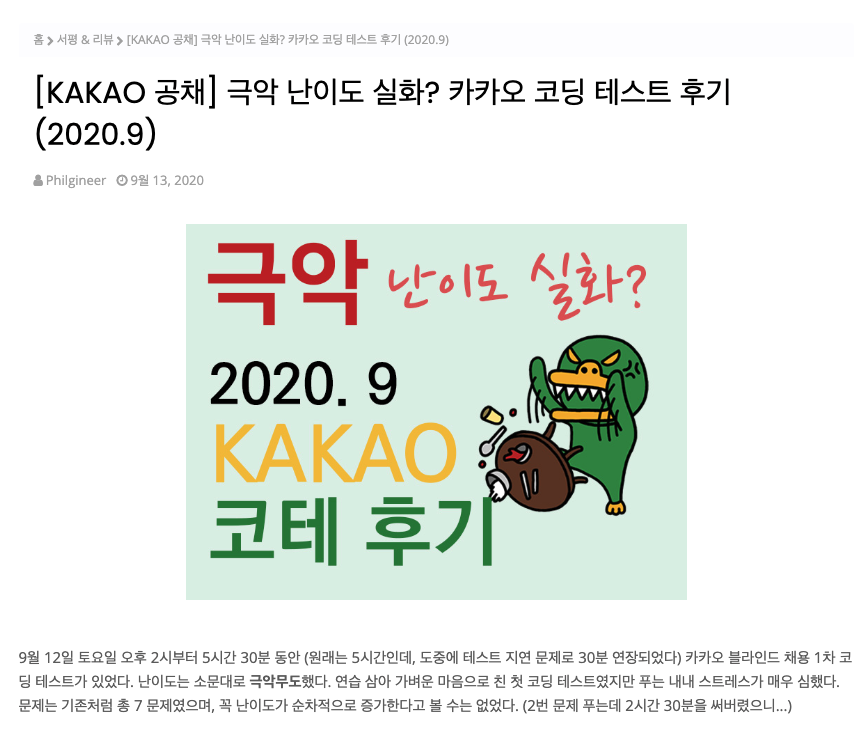 홈 > 서평 & 리뷰 > [KAKAO 공채] 극악 난이도 실화? 카카오 코딩 테스트 후기 (2020.9)
[KAKAO 공채] 극악 난이도 실화? 카카오 코딩 테스트 후기
(2020.9)
Philgineer 9월 13, 2020
극악 난이도 실화?
2020. 9
KAKAO
코테 후기
9월 12일 토요일 오후 2시부터 5시간 30분 동안 (원래는 5시간인데, 도중에 테스트 지연 문제로 30분 연장되었다) 카카오 블라인드 채용 1차 코
딩 테스트가 있었다. 난이도는 소문대로 극악무도했다. 연습 삼아 가벼운 마음으로 친 첫 코딩 테스트였지만 푸는 내내 스트레스가 매우 심했다.
문제는 기존처럼 총 7 문제였으며, 꼭 난이도가 순차적으로 증가한다고 볼 수는 없었다. (2번 문제 푸는데 2시간 30분을 써버렸으니...)